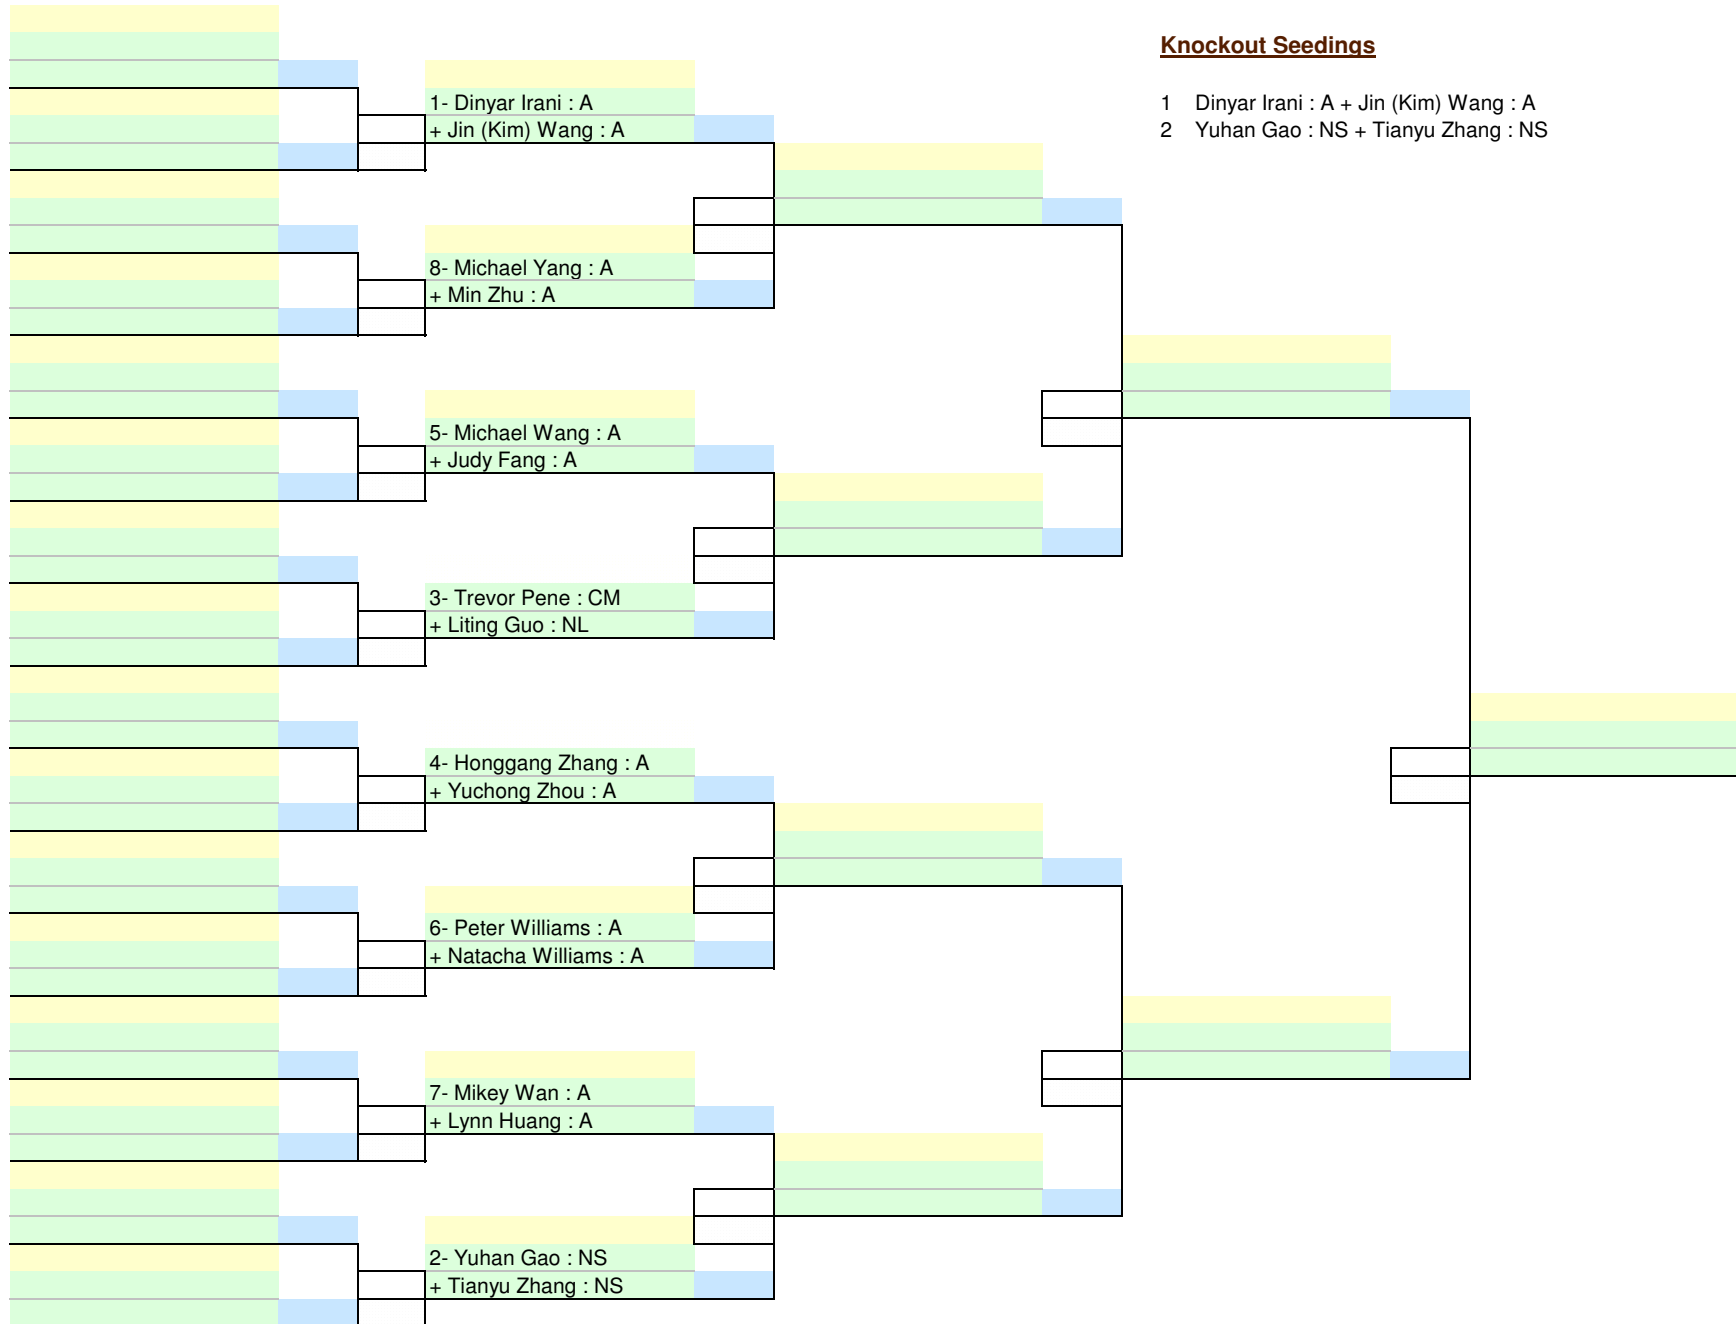 Knockout Seedings
1 Dinyar Irani : A + Jin (Kim) Wang : A
2 Yuhan Gao : NS + Tianyu Zhang : NS
1- Dinyar Irani : A
+ Jin (Kim) Wang : A
8- Michael Yang : A
+ Min Zhu : A
5- Michael Wang : A
+ Judy Fang : A
3- Trevor Pene : CM
+ Liting Guo : NL
4- Honggang Zhang : A
+ Yuchong Zhou : A
6- Peter Williams : A
+ Natacha Williams : A
7- Mikey Wan : A
+ Lynn Huang : A
2- Yuhan Gao : NS
+ Tianyu Zhang : NS